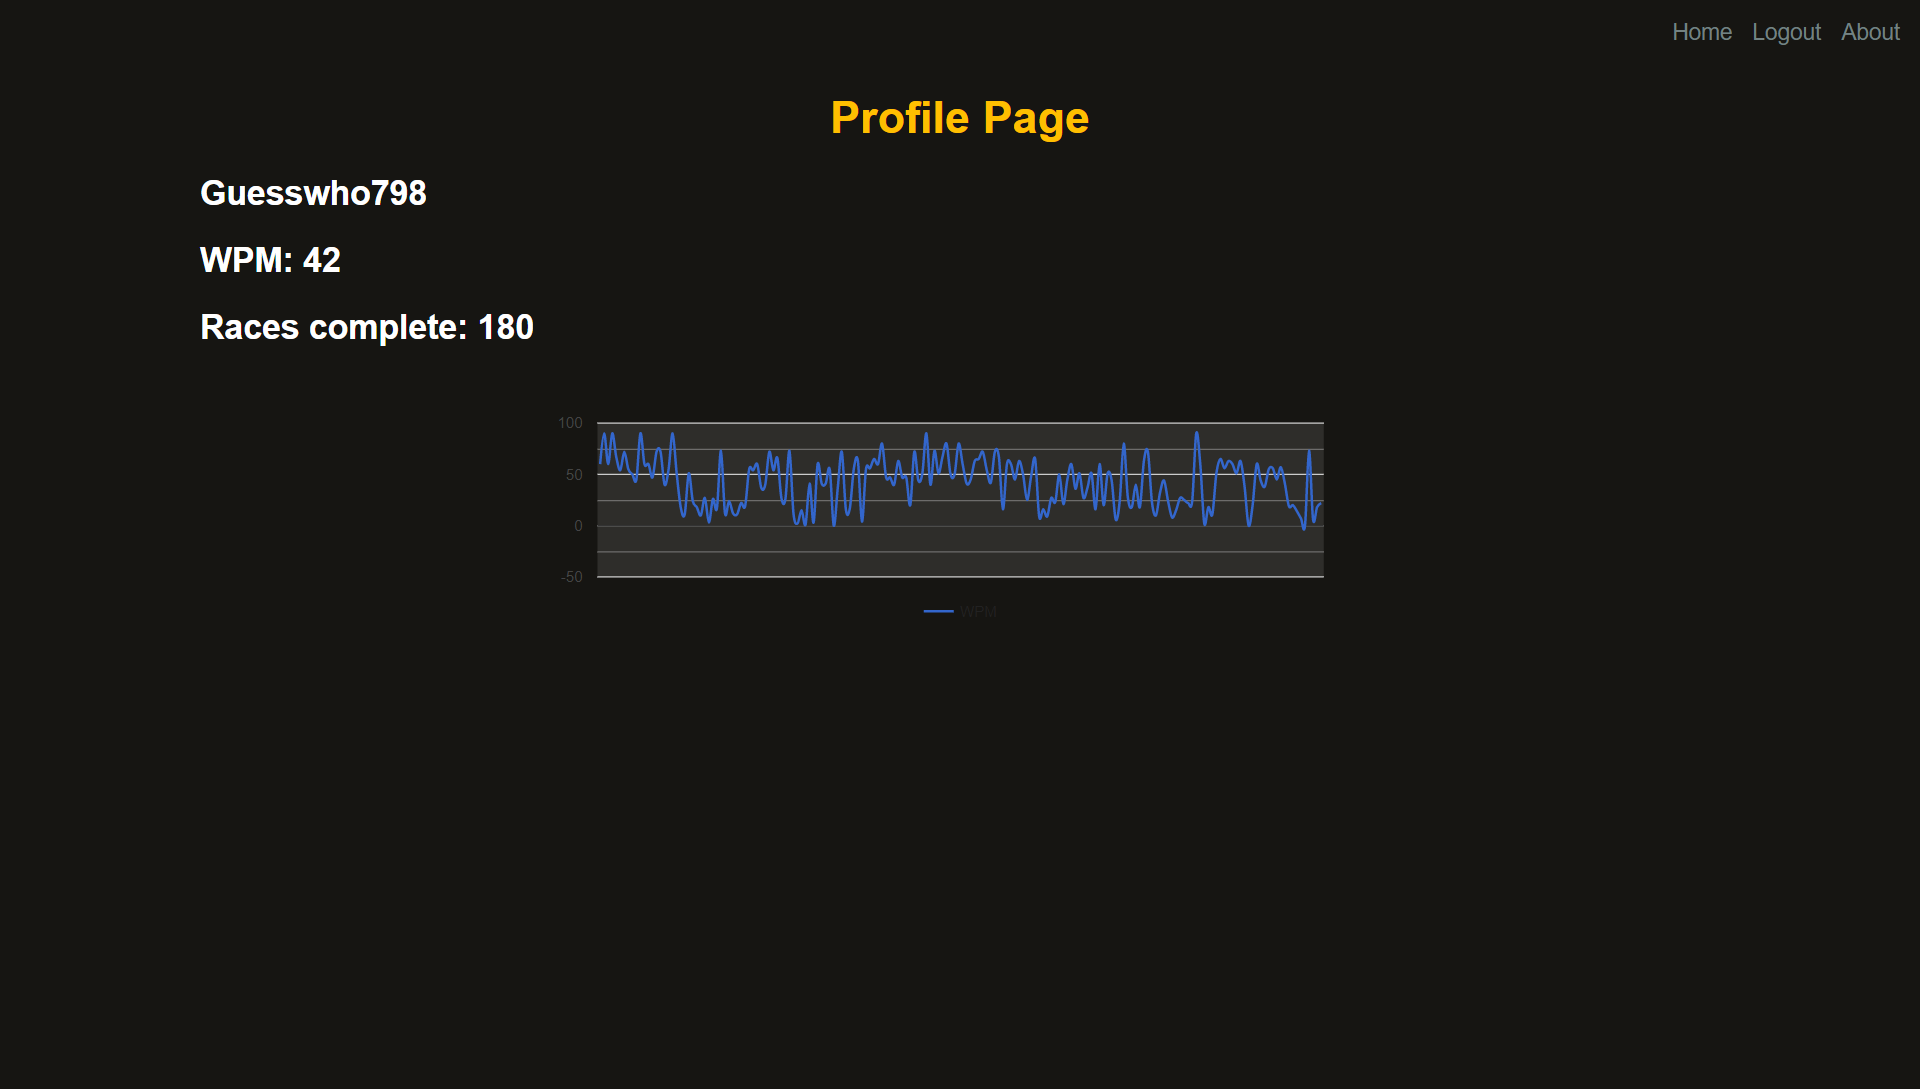 Home Logout About
Profile Page
Guesswho798
WPM: 42
Races complete: 180
100
50
0
-50
WPM